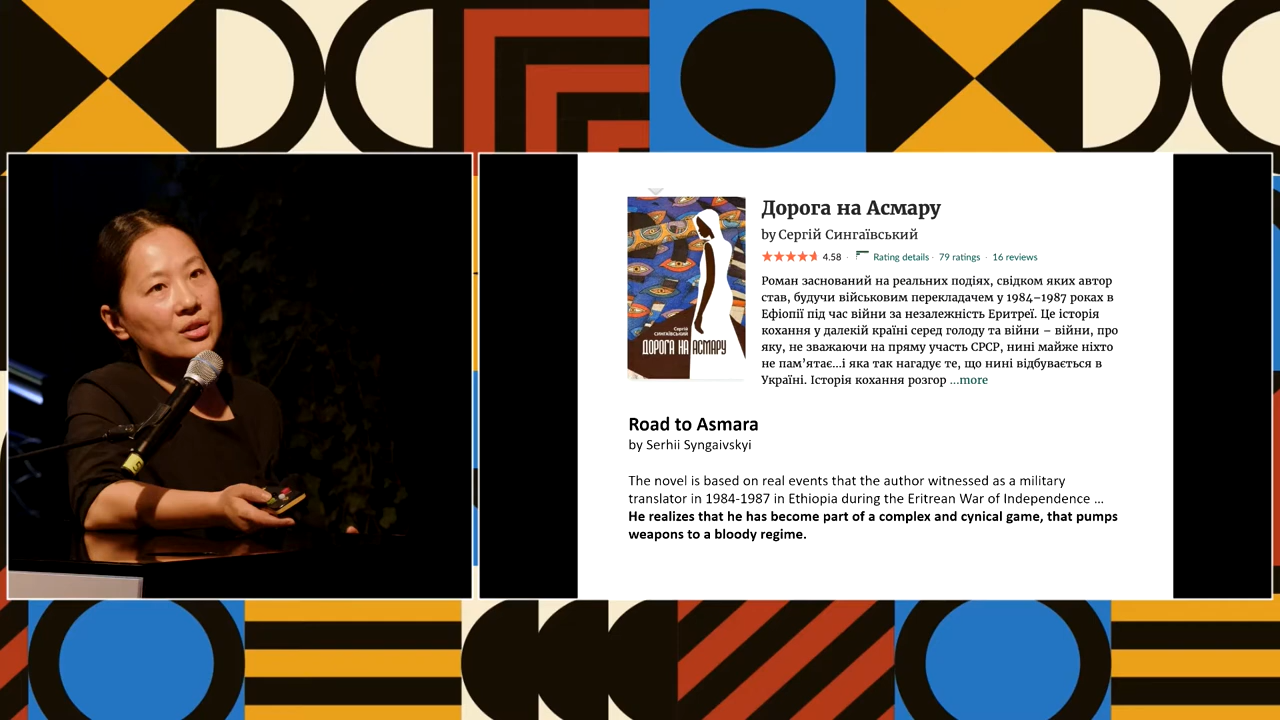 Дорога на Асмару
by Сергій Сингаївський
4.58 · Rating details · 79 ratings · 16 reviews
Роман заснований на реальних подіях, свідком яких автор
став, будучи військовим перекладачем у 1984–1987 роках в
Ефіопії під час війни за незалежність Еритреї. Це історія
кохання у далекій країні серед голоду та війни – війни, про
яку, не зважаючи на пряму участь СРСР, нині майже ніхто
не пам’ятає...і яка так нагадує те, що нині відбувається в
Україні. Історія кохання розгор ...more
Сергій
СИНГАЇВСЬКИЙ
ДОРОГА НА АСМАРУ
Road to Asmara
by Serhii Syngaivskyi
The novel is based on real events that the author witnessed as a military
translator in 1984-1987 in Ethiopia during the Eritrean War of Independence ...
He realizes that he has become part of a complex and cynical game, that pumps
weapons to a bloody regime.